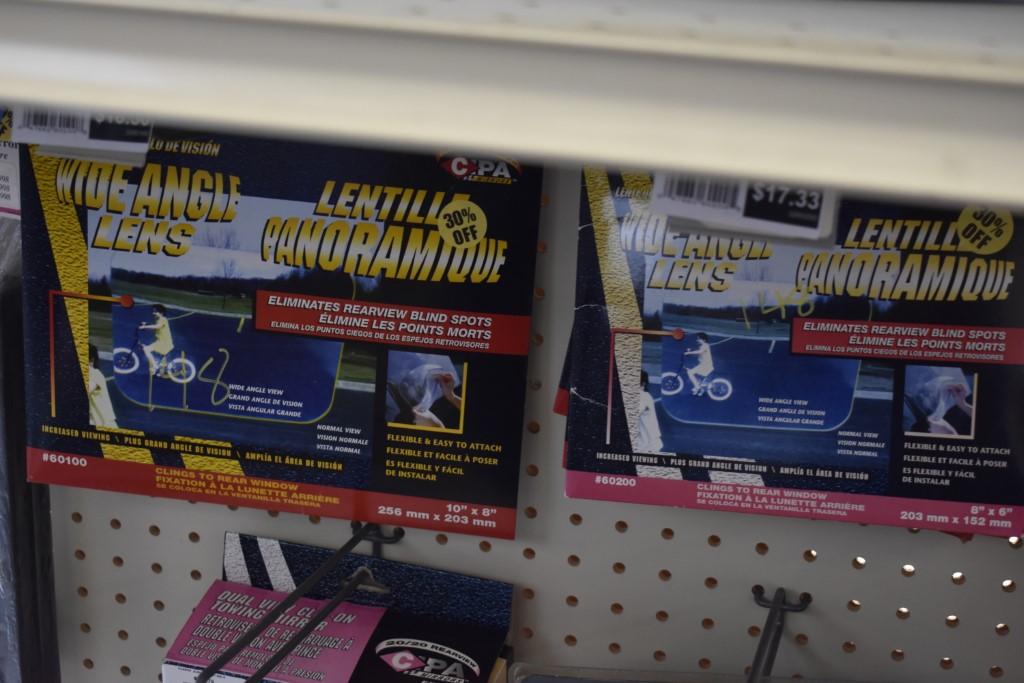 LO DE VISIÓN
WIDE ANGLE
LENS
LENTILL
PANORAMIQUE
30%
OFF
CIPA
ELIMINATES REARVIEW BLIND SPOTS
ÉLIMINE LES POINTS MORTS
ELIMINA LOS PUNTOS CIEGOS DE LOS ESPEJOS RETROVISORES
WIDE ANGLE VIEW
GRAND ANGLE DE VISION
VISTA ANGULAR GRANDE
NORMAL VIEW
VISION NORMALE
VISTA NORMAL
148
FLEXIBLE & EASY TO ATTACH
FLEXIBLE ET FACILE À POSER
ES FLEXIBLE Y FÁCIL
DE INSTALAR
INCREASED VIEWING \ PLUS GRAND ANGLE DE VISION \ AMPLÍA EL ÁREA DE VISIÓN
#60100
CLINGS TO REAR WINDOW
FIXATION À LA LUNETTE ARRIÈRE
SE COLOCA EN LA VENTANILLA TRASERA
10" x 8"
256 mm x 203 mm
$17.33
WIDE ANGLE
LENS
LENTILL
PANORAMIQUE
30%
OFF
148
ELIMINATES REARVIEW BLIND SPOTS
ÉLIMINE LES POINTS MORTS
ELIMINA LOS PUNTOS CIEGOS DE LOS ESPEJOS RETROVISORES
WIDE ANGLE VIEW
GRAND ANGLE DE VISION
VISTA ANGULAR GRANDE
NORMAL VIEW
VISION NORMALE
VISTA NORMAL
FLEXIBLE & EASY TO ATTACH
FLEXIBLE ET FACILE À POSER
ES FLEXIBLE Y FÁCIL
DE INSTALAR
INCREASED VIEWING \ PLUS GRAND ANGLE DE VISION \ AMPLÍA EL ÁREA DE VISIÓN
#60200
CLINGS TO REAR WINDOW
FIXATION À LA LUNETTE ARRIÈRE
SE COLOCA EN LA VENTANILLA TRASERA
8" x 6"
203 mm x 152 mm
DUAL VIEW CLIP ON
TOWING MIRROR
20/20 REARVIEW
CIPA